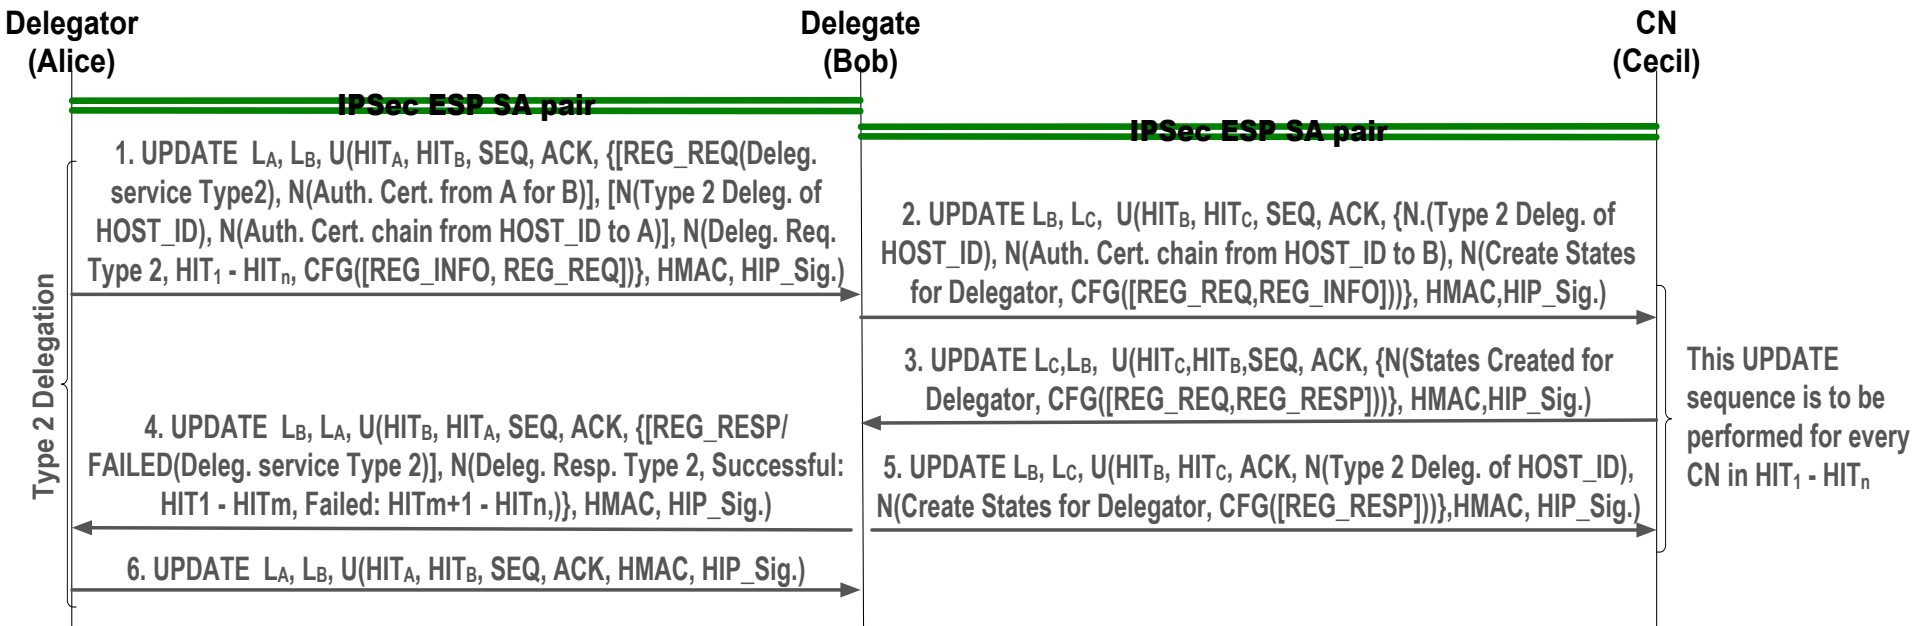 Delegator
(Alice)
Delegate
(Bob)
CN
(Cecil)
IPSec ESP SA pair
IPSec ESP SA pair
Type 2 Delegation
1. UPDATE LA, LB, U(HITA, HITB, SEQ, ACK, {[REG_REQ(Deleg.
service Type2), N(Auth. Cert. from A for B)], [N(Type 2 Deleg. of
HOST_ID), N(Auth. Cert. chain from HOST_ID to A)], N(Deleg. Req.
Type 2, HIT1 - HITn, CFG([REG_INFO, REG_REQ])}, HMAC, HIP_Sig.)
2. UPDATE LB, LC, U(HITB, HITC, SEQ, ACK, {N.(Type 2 Deleg. of
HOST_ID), N(Auth. Cert. chain from HOST_ID to B), N(Create States
for Delegator, CFG([REG_REQ,REG_INFO]))}, HMAC,HIP_Sig.)
3. UPDATE LC,LB, U(HITC,HITB,SEQ, ACK, {N(States Created for
Delegator, CFG([REG_REQ,REG_RESP]))}, HMAC,HIP_Sig.)
4. UPDATE LB, LA, U(HITB, HITA, SEQ, ACK, {[REG_RESP/
FAILED(Deleg. service Type 2)], N(Deleg. Resp. Type 2, Successful:
HIT1 - HITm, Failed: HITm+1 - HITn,)}, HMAC, HIP_Sig.)
5. UPDATE LB, LC, U(HITB, HITC, ACK, N(Type 2 Deleg. of HOST_ID),
N(Create States for Delegator, CFG([REG_RESP]))},HMAC, HIP_Sig.)
6. UPDATE LA, LB, U(HITA, HITB, SEQ, ACK, HMAC, HIP_Sig.)
This UPDATE
sequence is to be
performed for every
CN in HIT1 - HITn